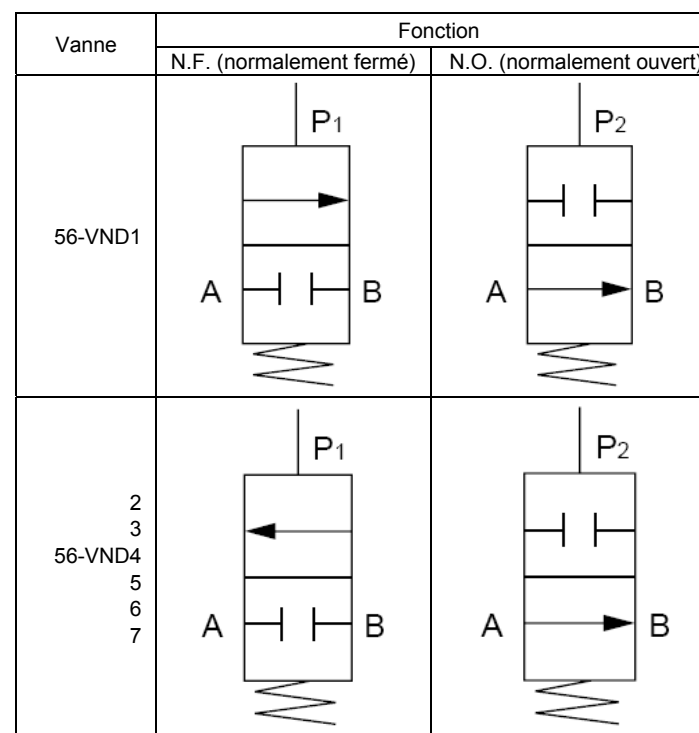 Vanne
Fonction
N.F. (normalement fermé)
N.O. (normalement ouvert)
56-VND1
P1
A
B
P2
A
B
2
3
56-VND4
5
6
7
P1
A
B
P2
A
B